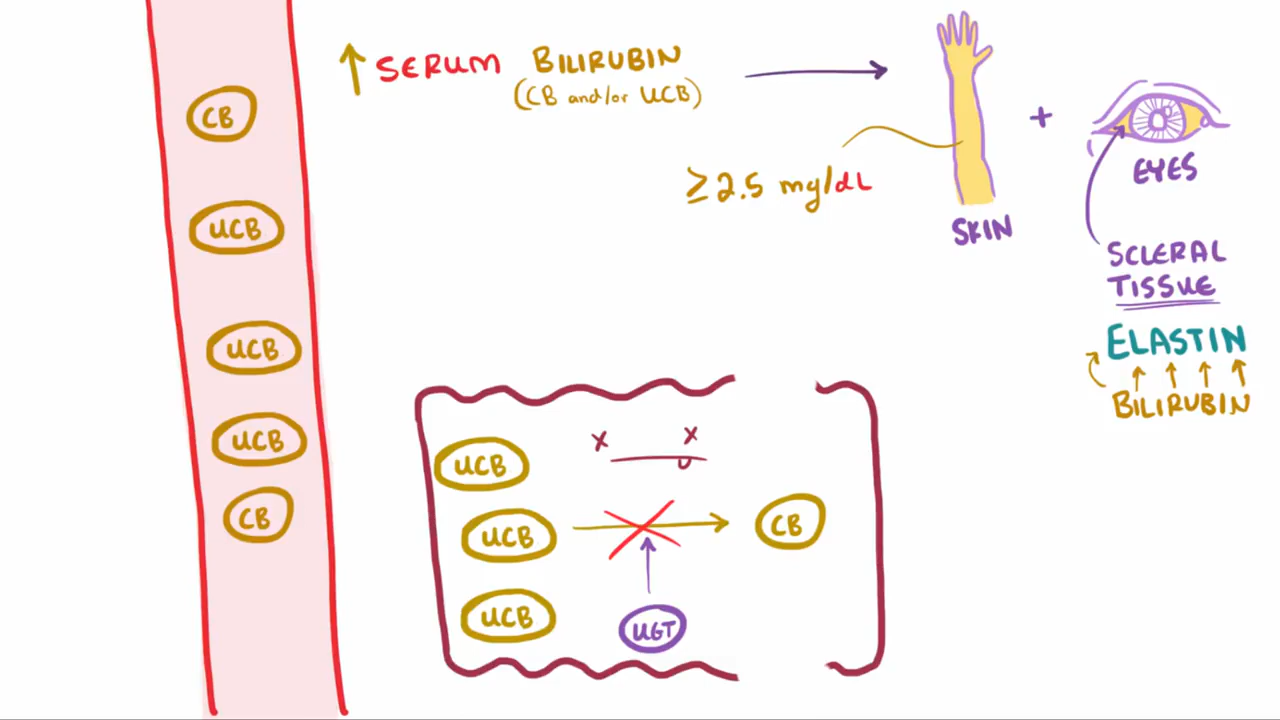 CB
UCB
UCB
UCB
CB
↑ SERUM BILIRUBIN
(CB and/or UCB)
≥2.5 mg/dL
SKIN
+
EYES
SCLERAL
TISSUE
ELASTIN
BILIRUBIN
UCB
x x
UCB
CB
UCB
UGT